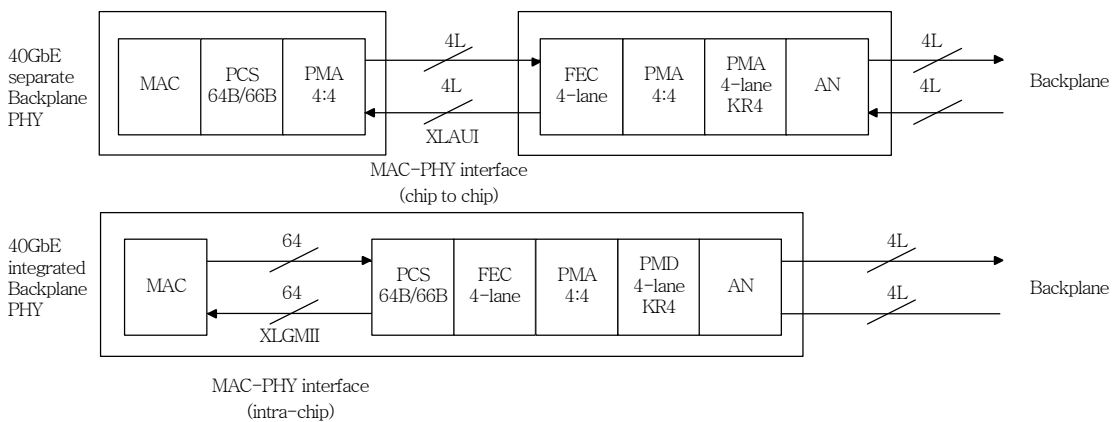 40GbE
separate
Backplane
PHY
MAC
PCS
64B/66B
PMA
4:4
4L
4L
XLAUI
FEC
4-lane
PMA
4:4
PMA
4-lane
KR4
AN
4L
4L
Backplane
MAC-PHY interface
(chip to chip)
40GbE
integrated
Backplane
PHY
MAC
64
64
XLGMII
PCS
64B/66B
FEC
4-lane
PMA
4:4
PMD
4-lane
KR4
AN
4L
4L
Backplane
MAC-PHY interface
(intra-chip)